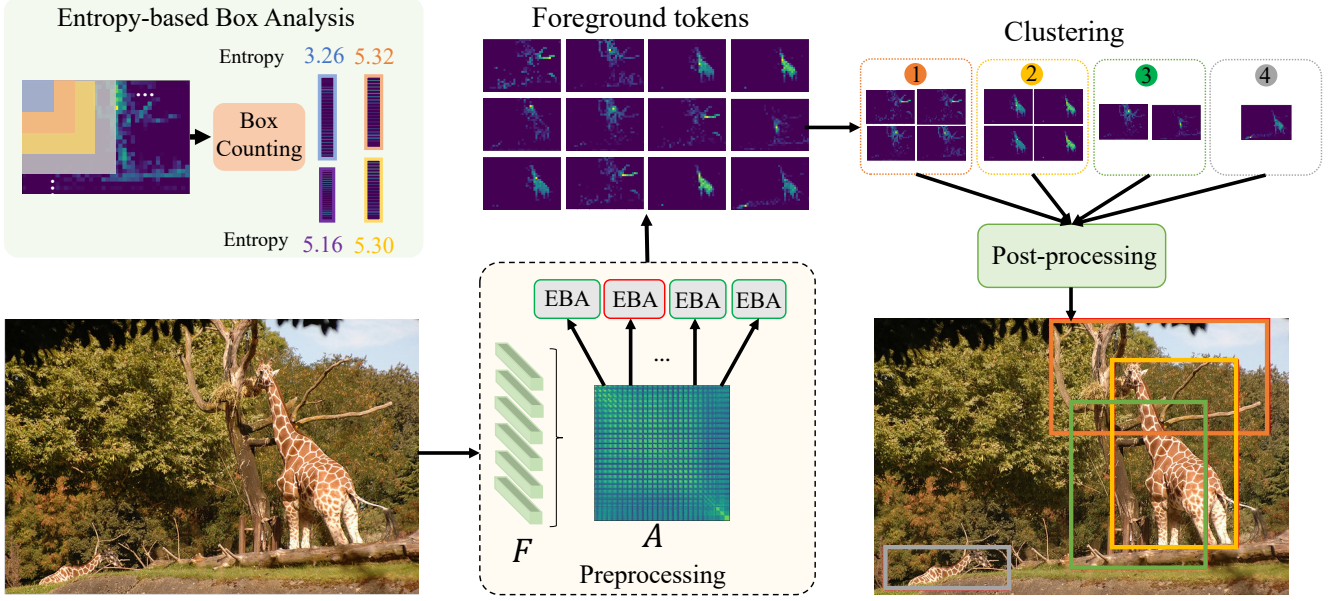 Entropy-based Box Analysis
Entropy 3.26 5.32
Box
Counting
Entropy 5.16 5.30
Foreground tokens
Clustering
1 2 3 4
Post-processing
EBA EBA EBA EBA
...
F
A
Preprocessing